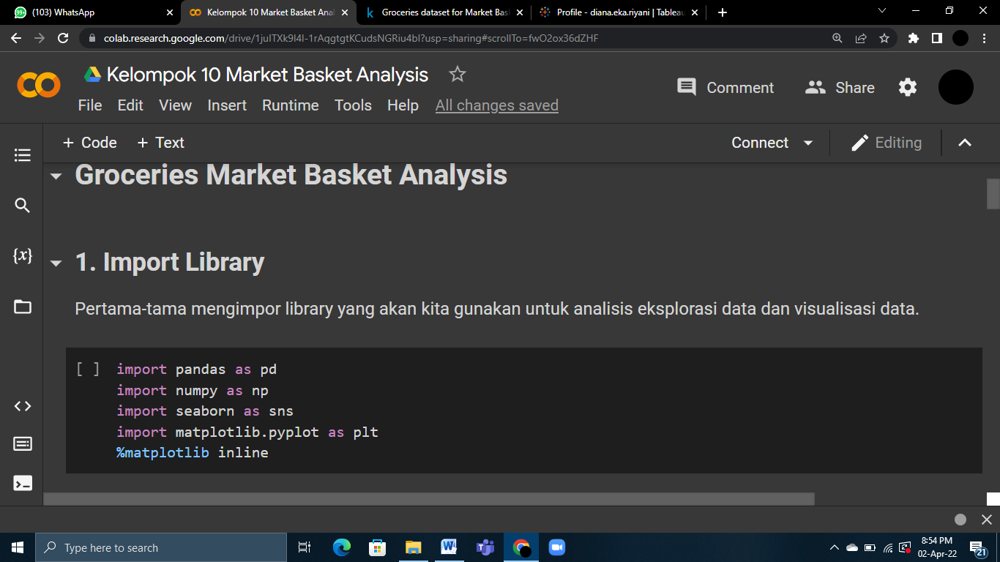 (103) WhatsApp
Kelompok 10 Market Basket Anal
Groceries dataset for Market Bas
Profile - diana.eka.riyani | Tableau
colab.research.google.com/drive/1juITXk9I4I-1rAqgtgtKCudsNGRiu4bl?usp=sharing#scrollTo=fwO2ox36dZHF
Kelompok 10 Market Basket Analysis
File Edit View Insert Runtime Tools Help All changes saved
Comment Share
+ Code + Text
Connect Editing
Groceries Market Basket Analysis
1. Import Library
Pertama-tama mengimpor library yang akan kita gunakan untuk analisis eksplorasi data dan visualisasi data.
[ ] import pandas as pd
import numpy as np
import seaborn as sns
import matplotlib.pyplot as plt
%matplotlib inline
Type here to search
8:54 PM
02-Apr-22
21